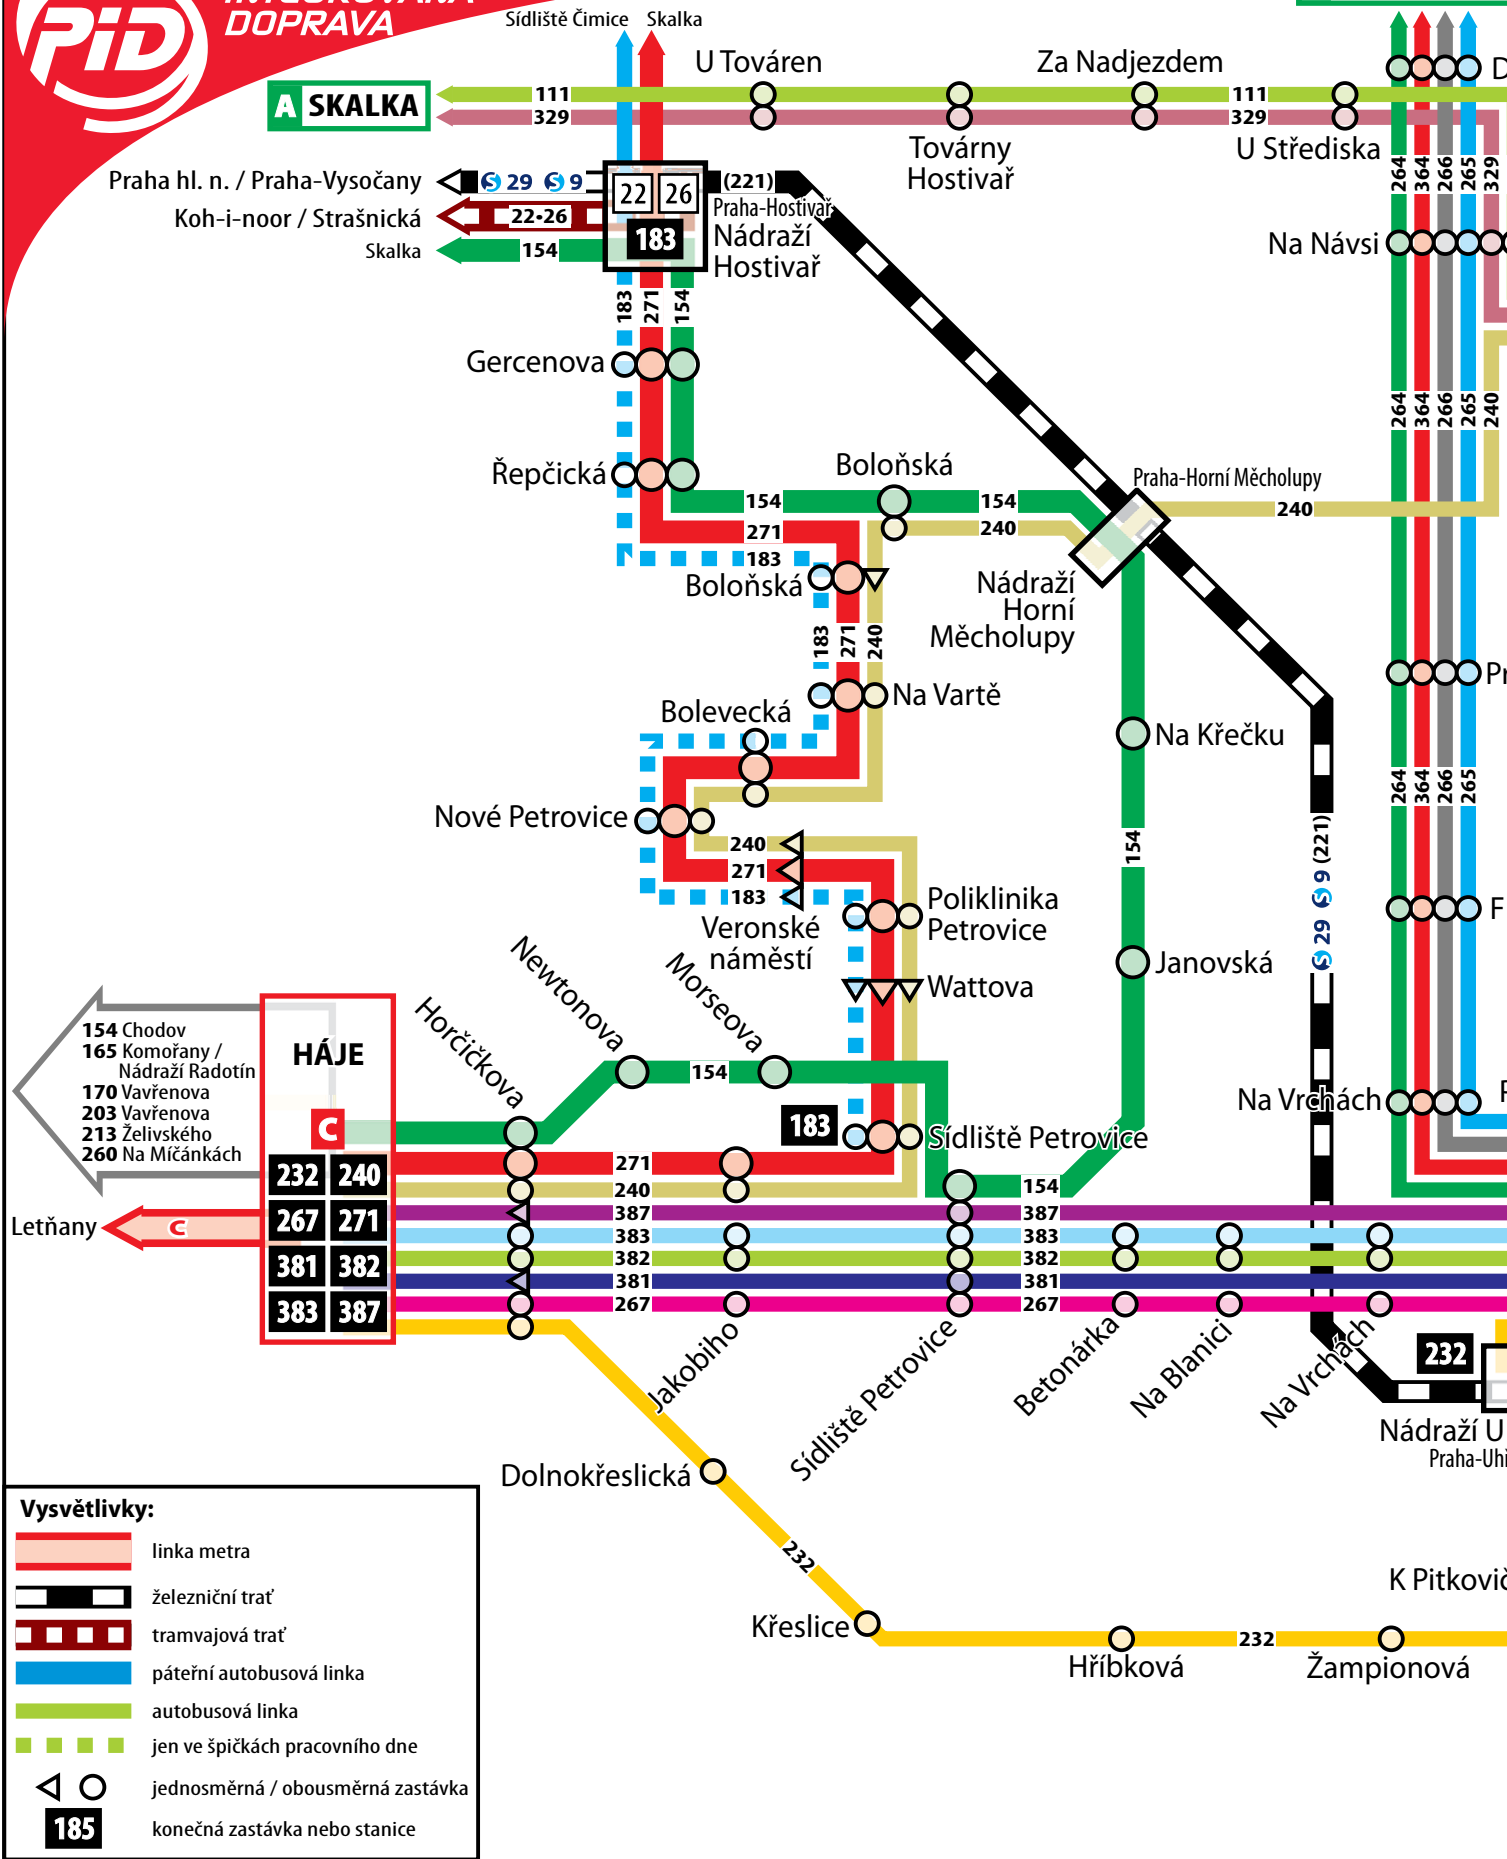 PiD
DOPRAVA
Sídliště Čimice
Skalka
U Továren
Za Nadjezdem
A SKALKA
111
111
329
329
Továrny
Hostivař
U Střediska
Praha hl. n. / Praha-Vysočany
S 29 S 9
22 26
(221)
Praha-Hostivař
Koh-i-noor / Strašnická
22•26
183
Nádraží
Hostivař
Skalka
154
264
364
266
265
329
Na Návsi
183
271
154
Gercenova
264
364
266
265
240
Řepčická
Boloňská
Praha-Horní Měcholupy
154
154
240
271
240
183
Boloňská
Nádraží
Horní
Měcholupy
183
271
240
Na Vartě
Bolevecká
Na Křečku
264
364
266
265
Nové Petrovice
240
271
183
154
S 29 S 9 (221)
Veronské
náměstí
Poliklinika
Petrovice
Wattova
Janovská
Newtonova
Morseova
Horčičkova
154 Chodov
165 Komořany /
Nádraží Radotín
170 Vavřenova
203 Vavřenova
213 Želivského
260 Na Míčánkách
HÁJE
C
154
183
Sídliště Petrovice
Na Vrchách
232 240
267 271
381 382
383 387
Letňany
C
271
240
154
387
387
383
383
382
382
381
381
267
267
Jakobiho
Sídliště Petrovice
Betonárka
Na Blanici
Na Vrchách
232
Nádraží U
Praha-Uhř
Dolnokřeslická
232
Křeslice
232
Hříbková
Žampionová
K Pitkovič
Vysvětlivky:
linka metra
železniční trať
tramvajová trať
páteřní autobusová linka
autobusová linka
jen ve špičkách pracovního dne
jednosměrná / obousměrná zastávka
185 konečná zastávka nebo stanice